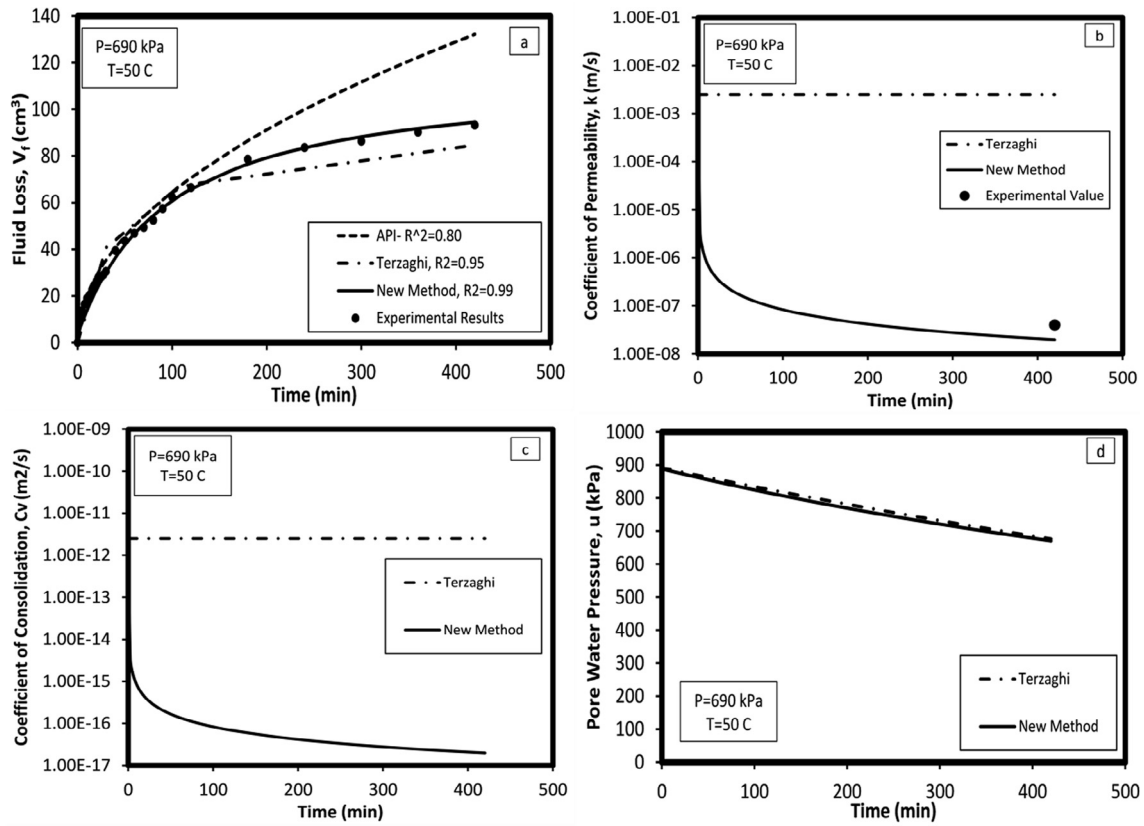 a
P=690 kPa
T=50 C
Fluid Loss, Vf (cm³)
140
120
100
80
60
40
20
0
API- R^2=0.80
Terzaghi, R2=0.95
New Method, R2=0.99
Experimental Results
0 100 200 300 400 500
Time (min)
b
P=690 kPa
T=50 C
Coefficient of Permeability, k (m/s)
1.00E-01
1.00E-02
1.00E-03
1.00E-04
1.00E-05
1.00E-06
1.00E-07
1.00E-08
Terzaghi
New Method
Experimental Value
0 100 200 300 400 500
Time (min)
c
P=690 kPa
T=50 C
Coefficient of Consolidation, Cv (m2/s)
1.00E-09
1.00E-10
1.00E-11
1.00E-12
1.00E-13
1.00E-14
1.00E-15
1.00E-16
1.00E-17
Terzaghi
New Method
0 100 200 300 400 500
Time (min)
d
Pore Water Pressure, u (kPa)
1000
900
800
700
600
500
400
300
200
100
0
P=690 kPa
T=50 C
Terzaghi
New Method
0 100 200 300 400 500
Time (min)